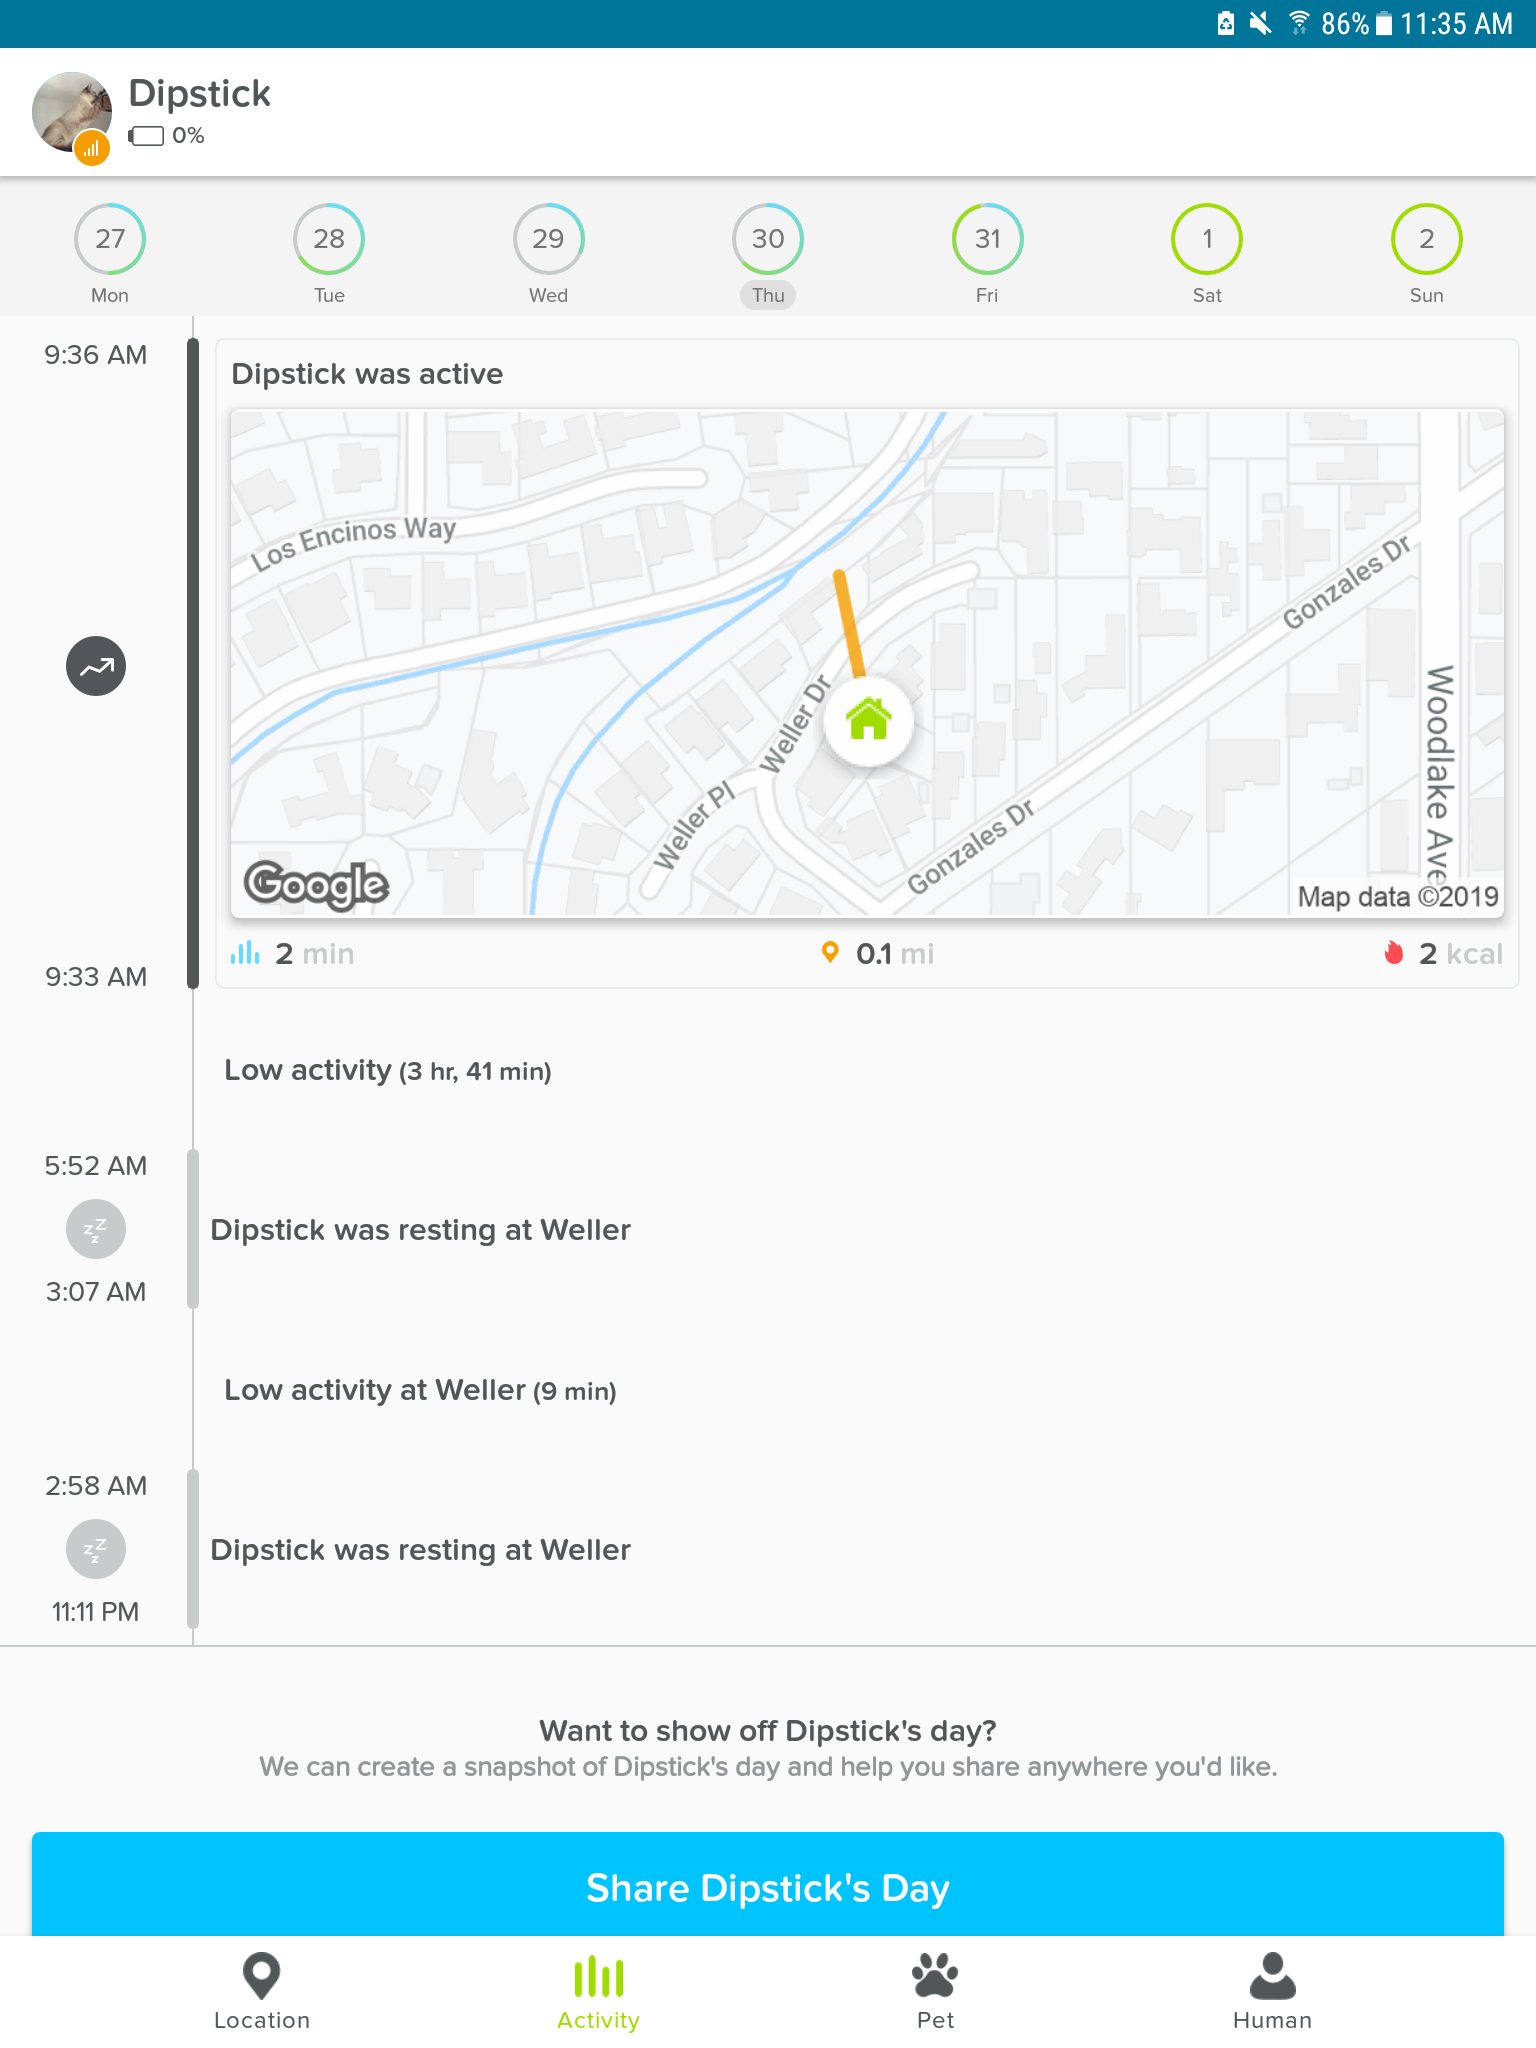 86% 11:35 AM
Dipstick
0%
27 28 29 30 31 1 2
Mon Tue Wed Thu Fri Sat Sun
9:36 AM
Dipstick was active
Los Encinos Way
Gonzales Dr
Woodlake Ave
Weller Dr
Weller Pl
Gonzales Dr
Google
Map data ©2019
2 min 0.1 mi 2 kcal
9:33 AM
Low activity (3 hr, 41 min)
5:52 AM
zzz
Dipstick was resting at Weller
3:07 AM
Low activity at Weller (9 min)
2:58 AM
zzz
Dipstick was resting at Weller
11:11 PM
Want to show off Dipstick's day?
We can create a snapshot of Dipstick's day and help you share anywhere you'd like.
Share Dipstick's Day
Location Activity Pet Human